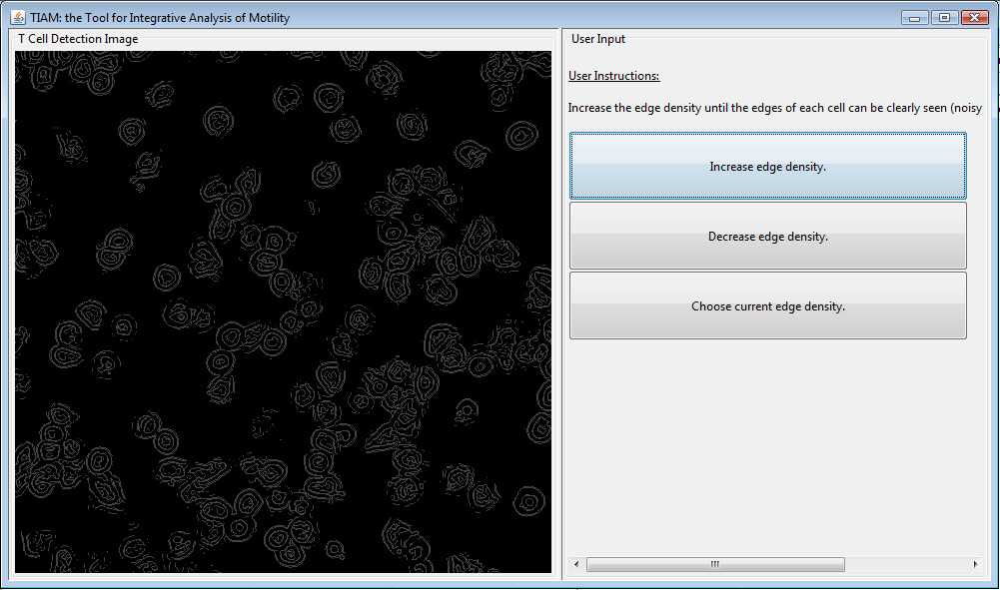 TIAM: the Tool for Integrative Analysis of Motility
T Cell Detection Image
User Input
User Instructions:
Increase the edge density until the edges of each cell can be clearly seen (noisy
Increase edge density.
Decrease edge density.
Choose current edge density.